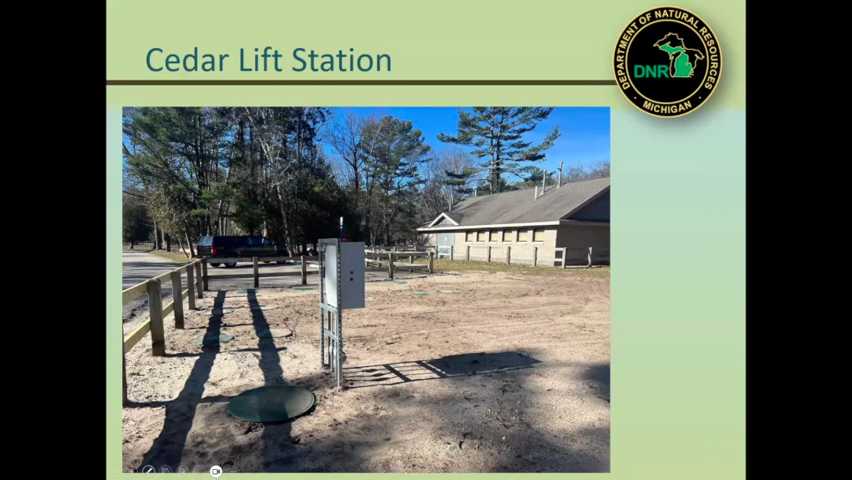 Cedar Lift Station
DEPARTMENT OF NATURAL RESOURCES
DNR
· MICHIGAN ·